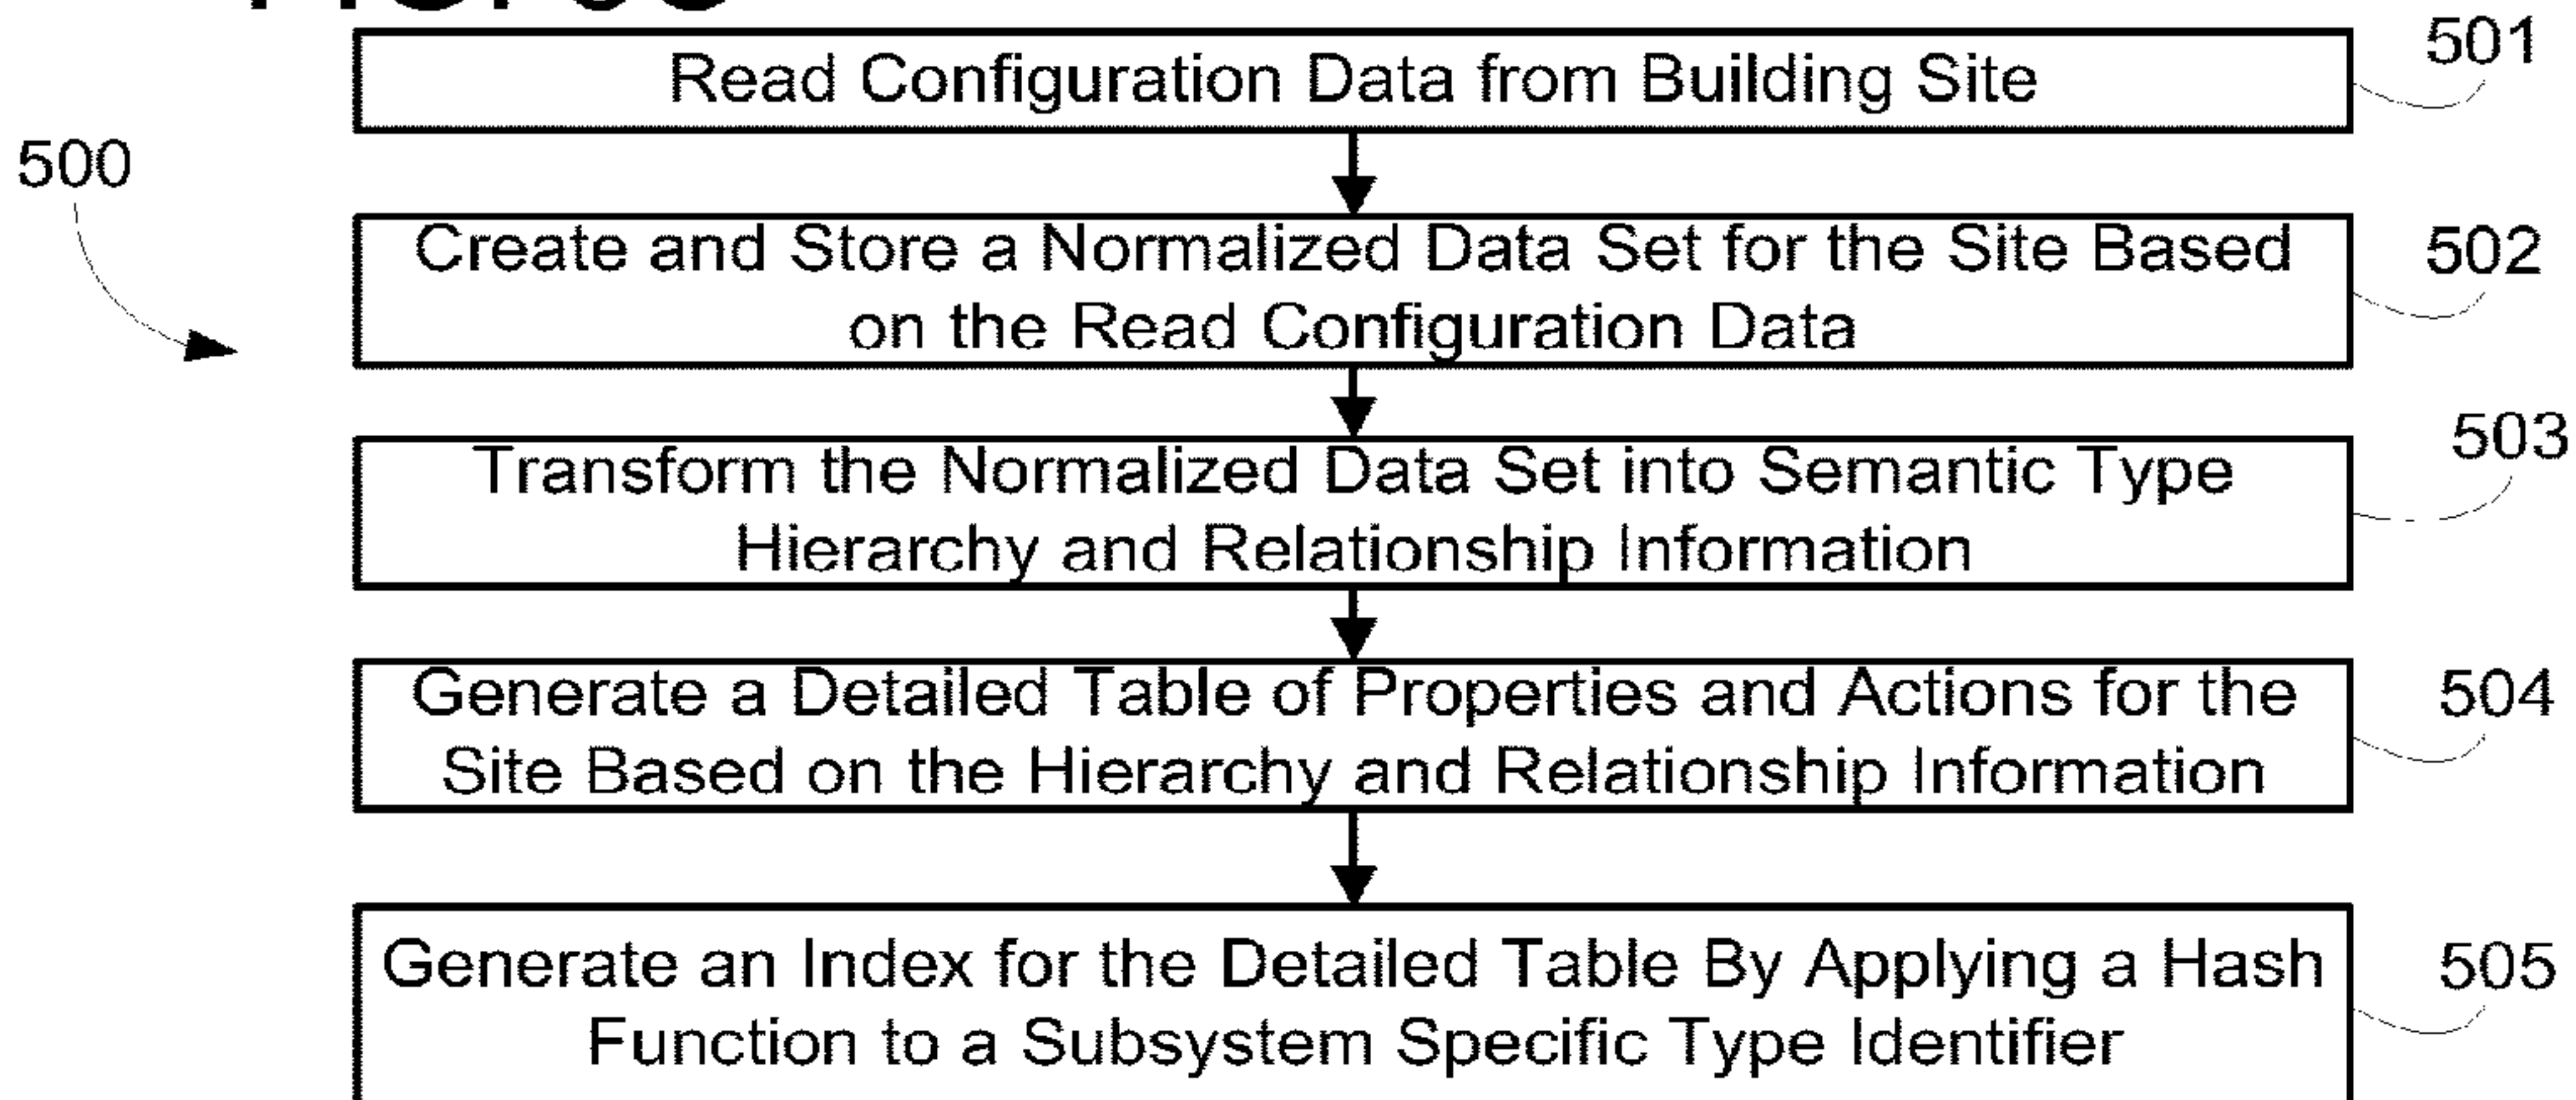 Read Configuration Data from Building Site
501
500
Create and Store a Normalized Data Set for the Site Based
on the Read Configuration Data
502
Transform the Normalized Data Set into Semantic Type
Hierarchy and Relationship Information
503
Generate a Detailed Table of Properties and Actions for the
Site Based on the Hierarchy and Relationship Information
504
Generate an Index for the Detailed Table By Applying a Hash
Function to a Subsystem Specific Type Identifier
505